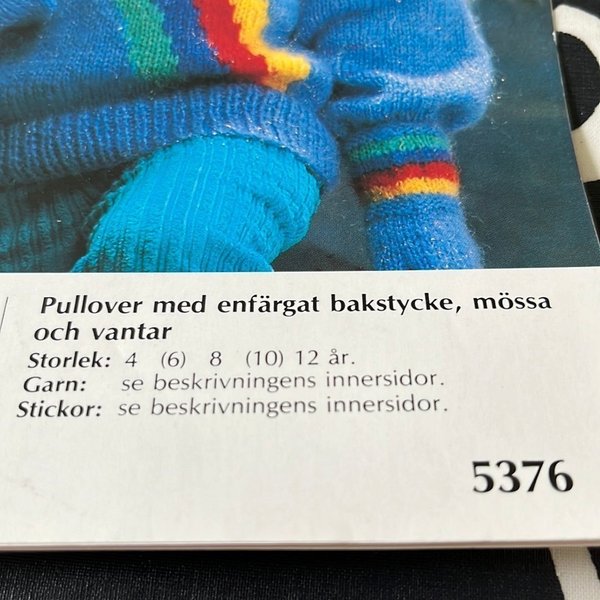 Pullover med enfärgat bakstycke, mössa
och vantar
Storlek: 4 (6) 8 (10) 12 år.
Garn: se beskrivningens innersidor.
Stickor: se beskrivningens innersidor.
5376